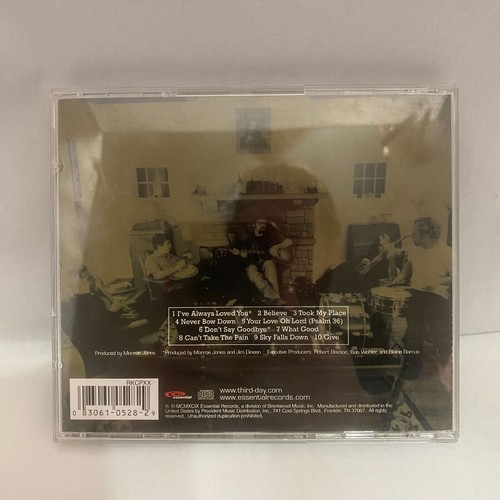 1 I've Always Loved You* 2 Believe 3 Took My Place
4 Never Bow Down 5 Your Love Oh Lord (Psalm 36)
6 Don't Say Goodbye* 7 What Good
8 Can't Take The Pain 9 Sky Falls Down 10 Give
Produced by Monroe Jones *Produced by Monroe Jones and Jim Dineen Executive Producers: Robert Beeson, Bob Wohler, and Blaine Barcus
RKCPXX
0 83061-0528-2 9
essential
www.third-day.com
www.essentialrecords.com
℗ © MCMXCIX Essential Records, a division of Brentwood Music, Inc. Manufactured and distributed in the
United States by Provident Music Distribution, Inc., 741 Cool Springs Blvd., Franklin, TN 37067. All rights
reserved. Unauthorized duplication prohibited.